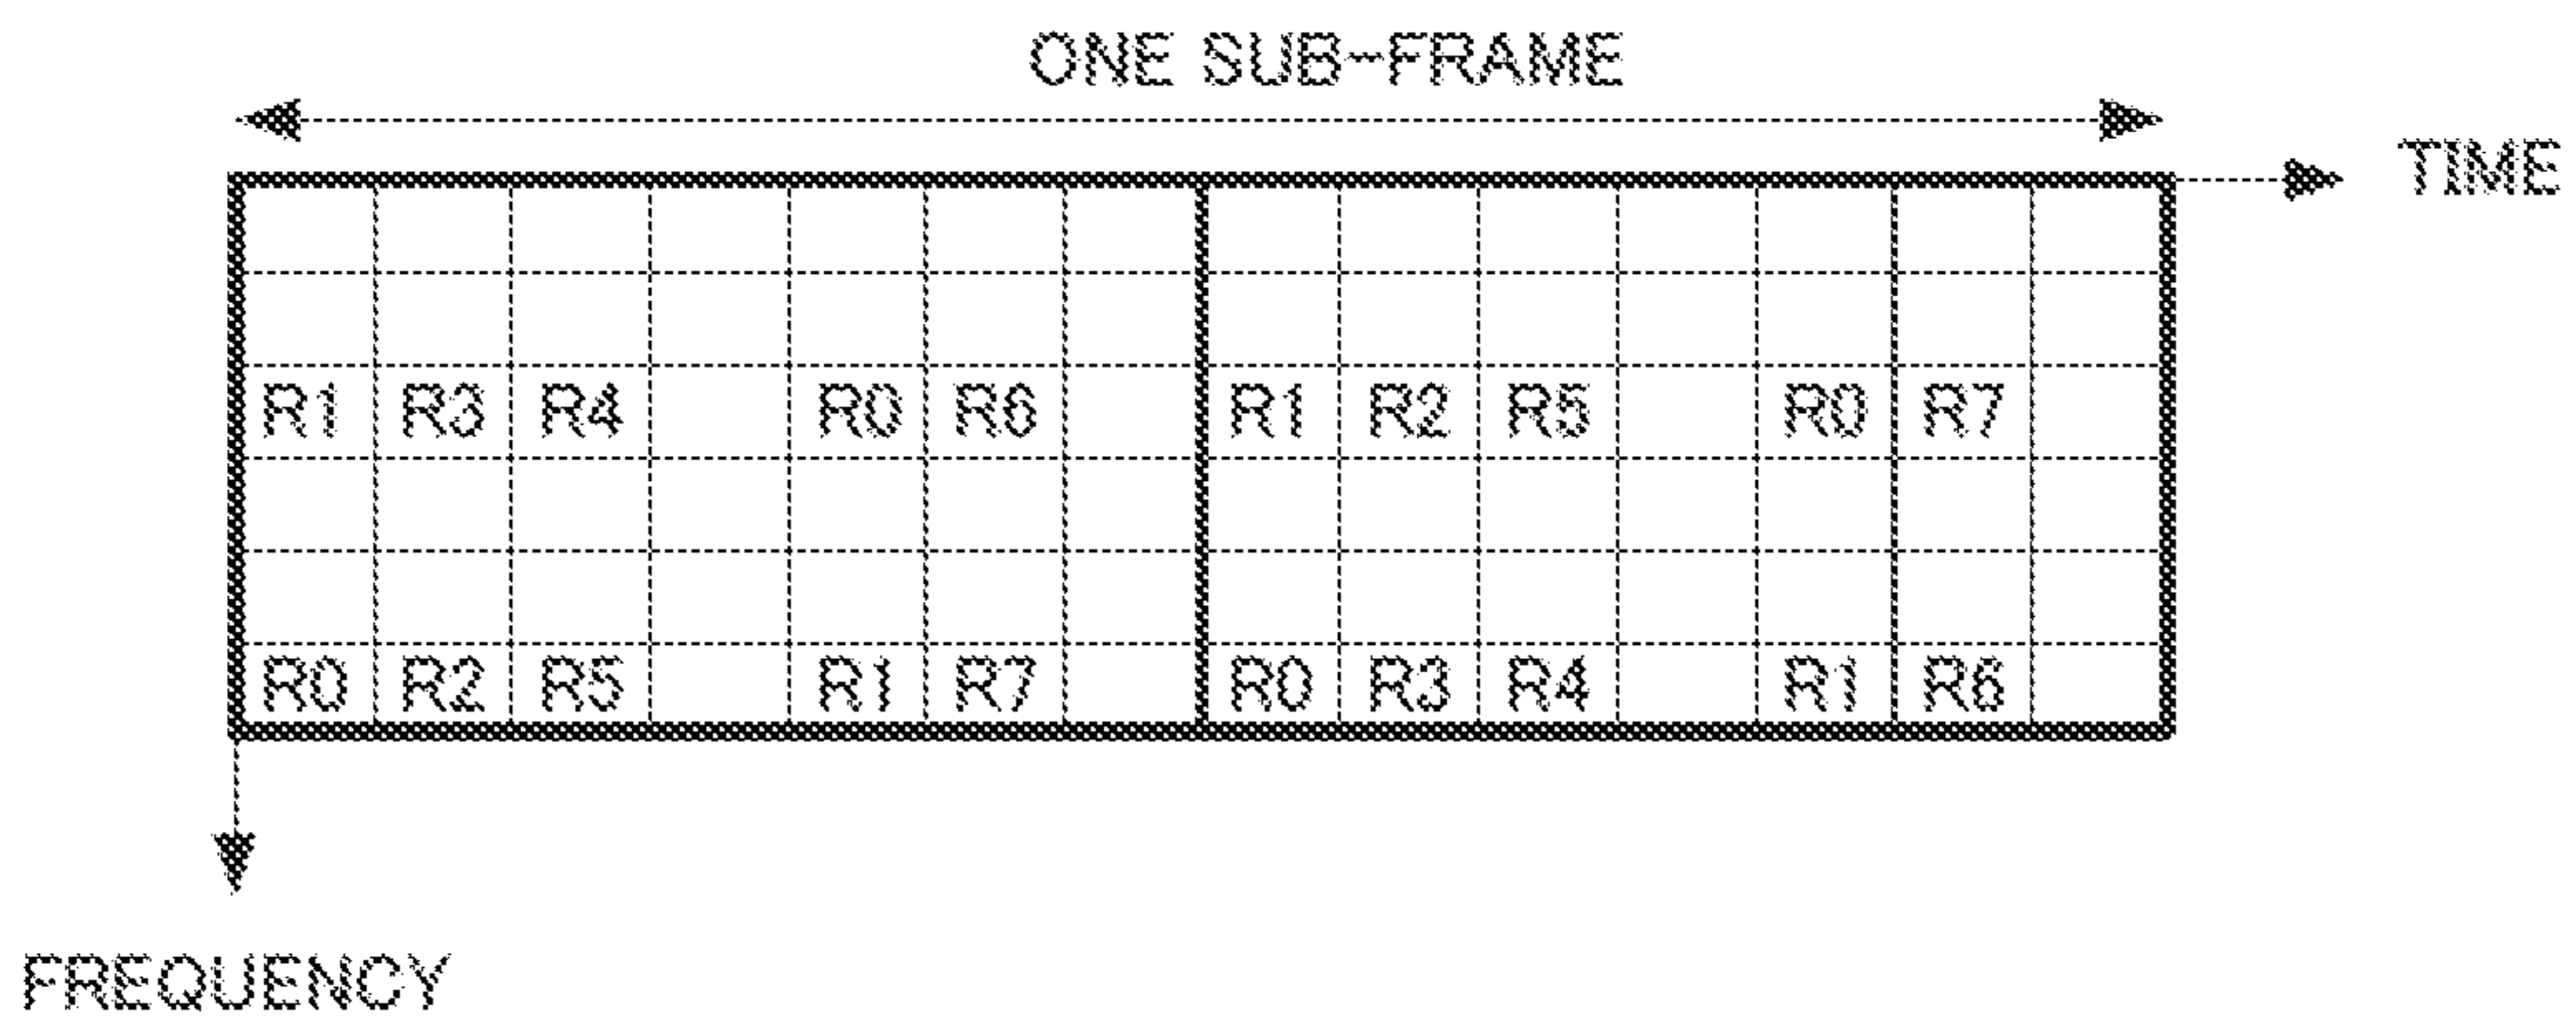 ONE SUB-FRAME
TIME
R1 R3 R4 R0 R6 R1 R2 R5 R0 R7
R0 R2 R5 R1 R7 R0 R3 R4 R1 R6
FREQUENCY